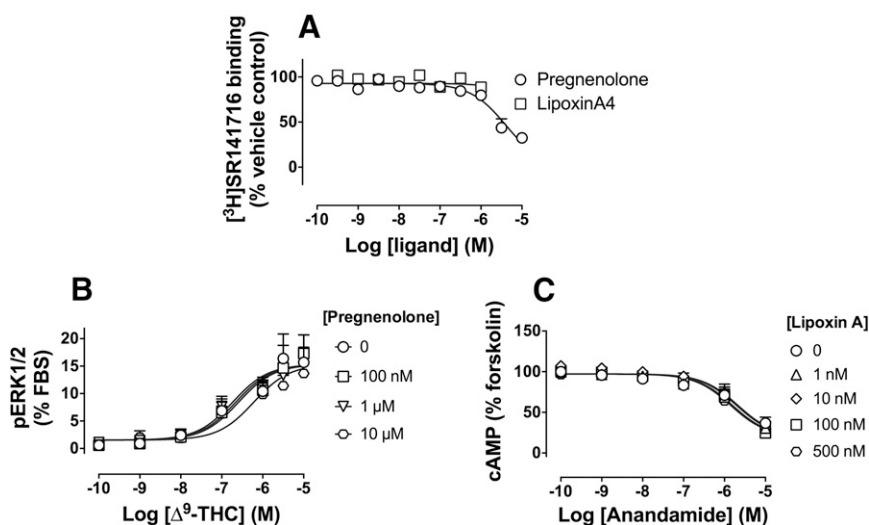 A
[³H]SR141716 binding
(% vehicle control)
100
50
0
-10 -9 -8 -7 -6 -5
Log [ligand] (M)
Pregnenolone
LipoxinA4
B
pERK1/2
(% FBS)
20
15
10
5
0
-10 -9 -8 -7 -6 -5
Log [Δ⁹-THC] (M)
[Pregnenolone]
0
100 nM
1 µM
10 µM
C
cAMP (% forskolin)
150
100
50
0
-10 -9 -8 -7 -6 -5
Log [Anandamide] (M)
[Lipoxin A]
0
1 nM
10 nM
100 nM
500 nM